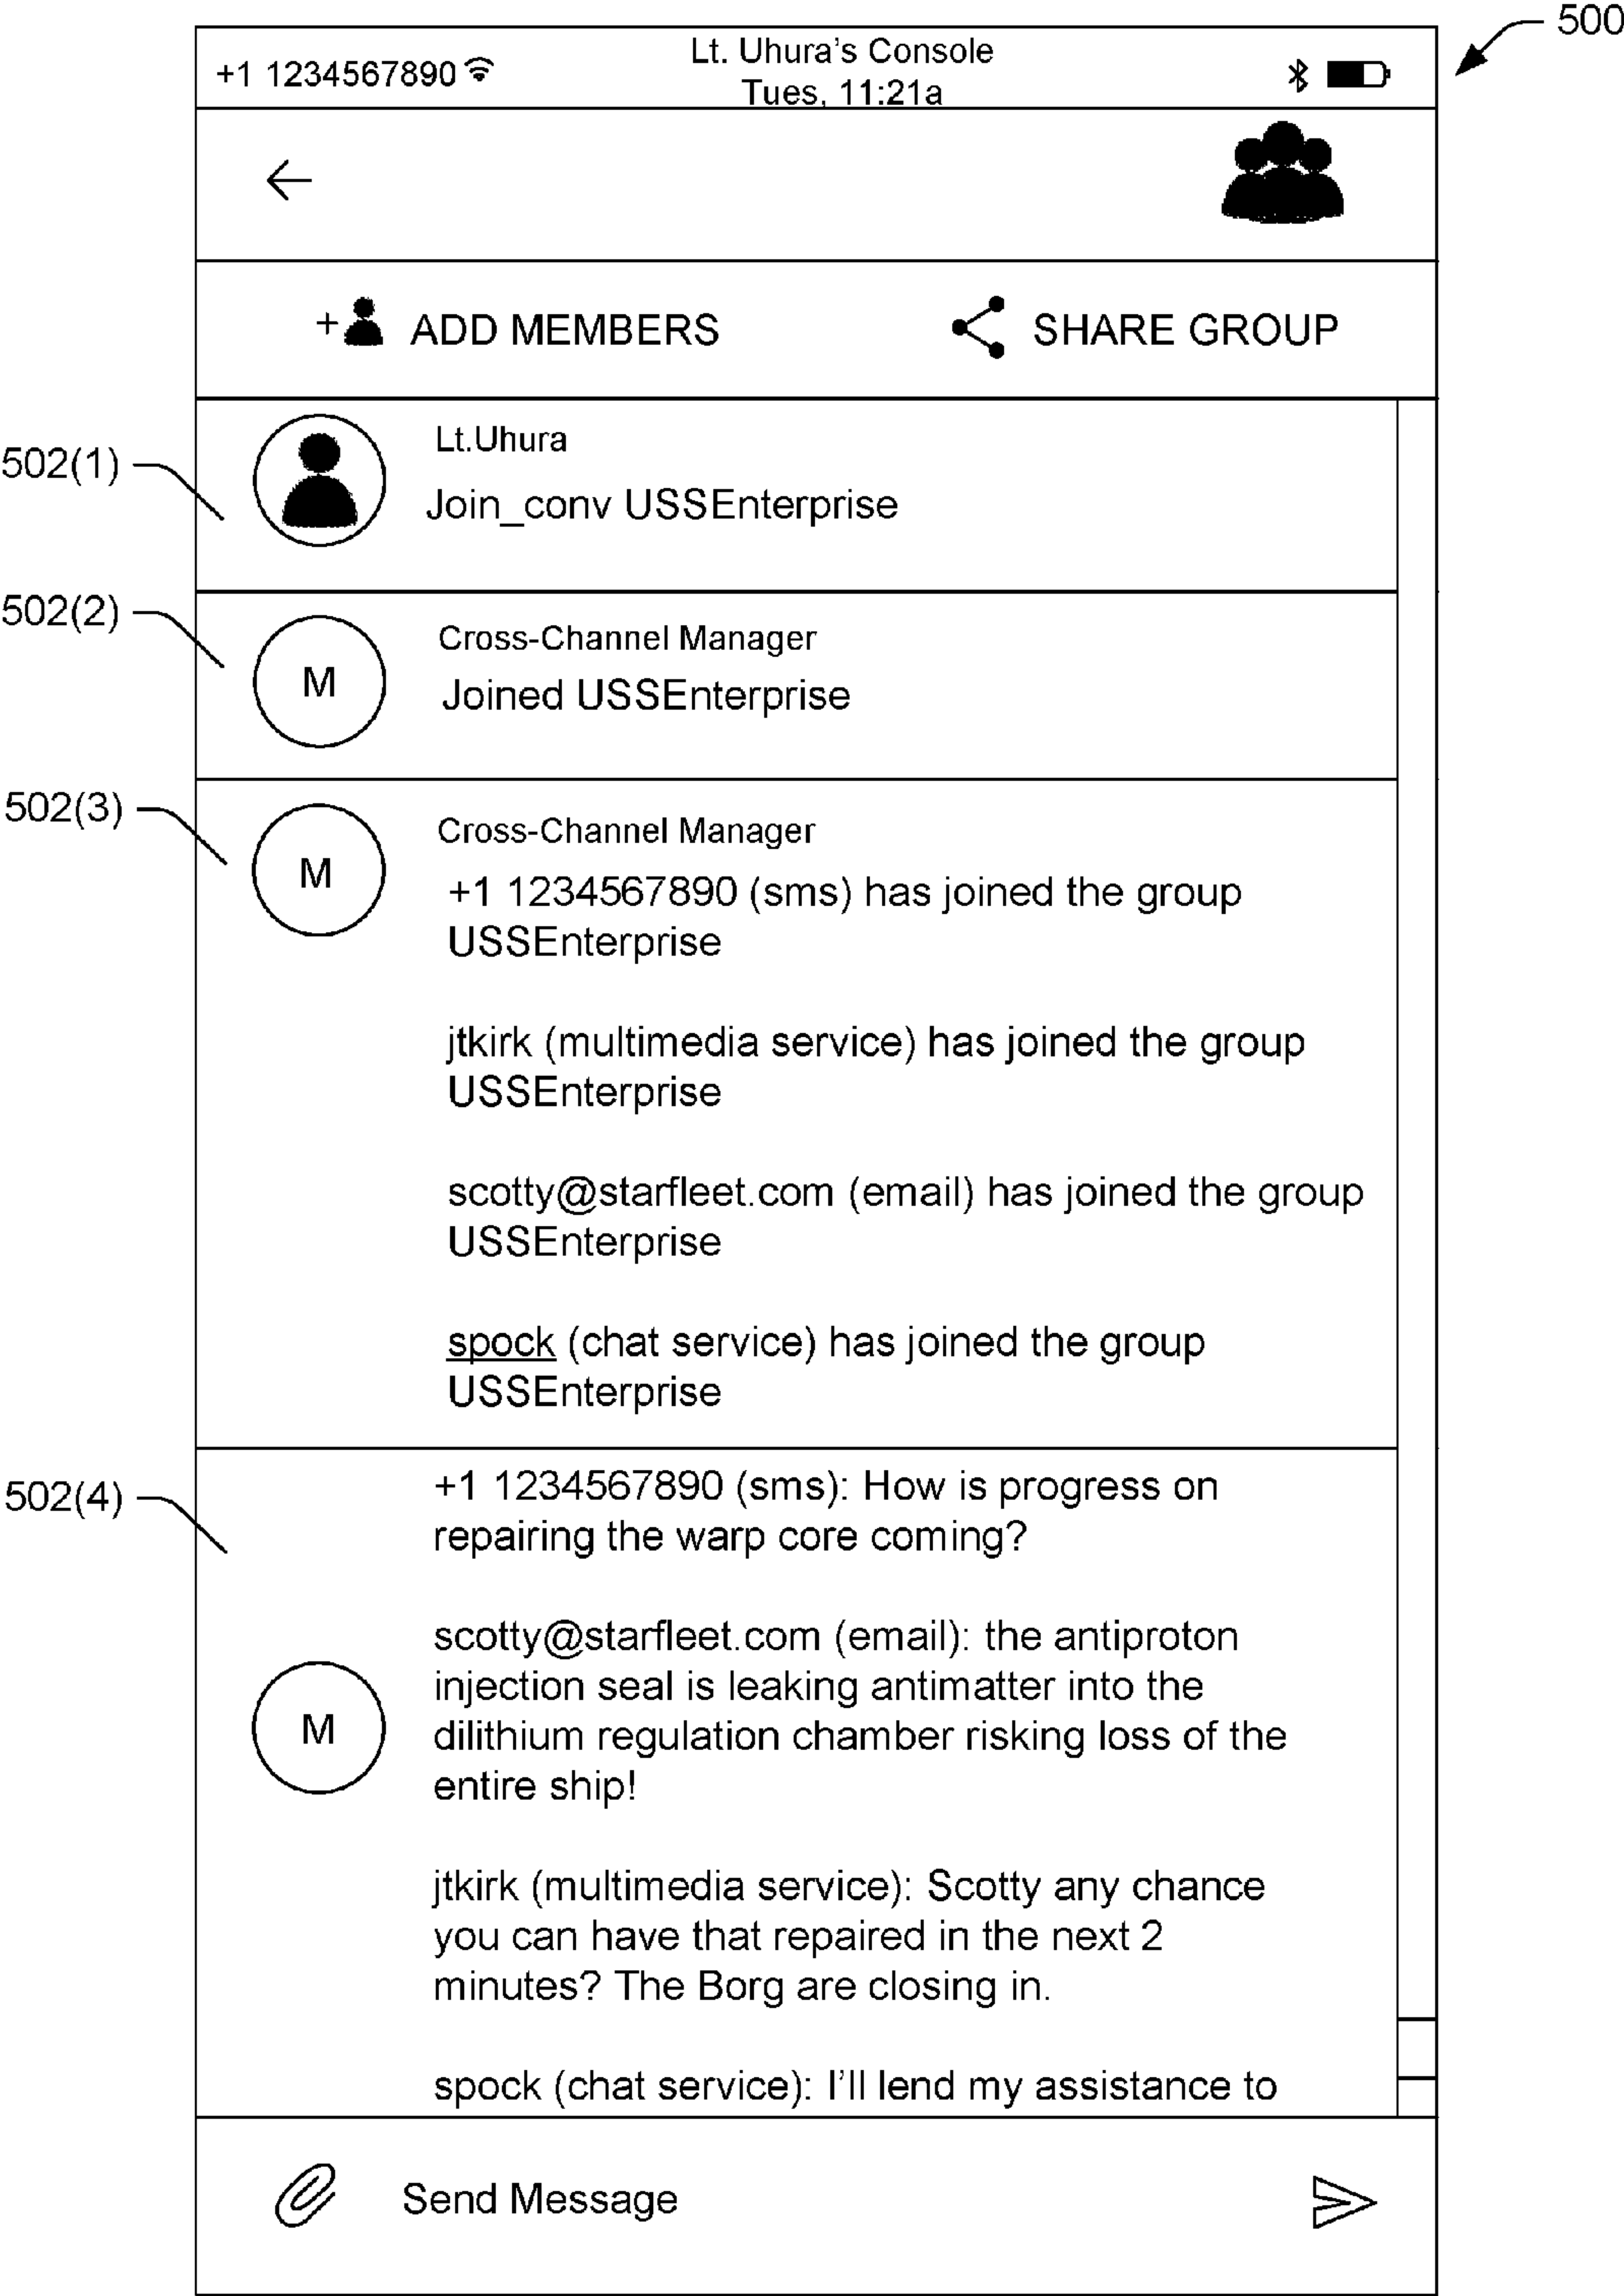 500
+1 1234567890
Lt. Uhura's Console
Tues, 11:21a
+ ADD MEMBERS
SHARE GROUP
502(1)
Lt.Uhura
Join_conv USSEnterprise
502(2)
M
Cross-Channel Manager
Joined USSEnterprise
502(3)
M
Cross-Channel Manager
+1 1234567890 (sms) has joined the group
USSEnterprise
jtkirk (multimedia service) has joined the group
USSEnterprise
scotty@starfleet.com (email) has joined the group
USSEnterprise
spock (chat service) has joined the group
USSEnterprise
502(4)
M
+1 1234567890 (sms): How is progress on
repairing the warp core coming?
scotty@starfleet.com (email): the antiproton
injection seal is leaking antimatter into the
dilithium regulation chamber risking loss of the
entire ship!
jtkirk (multimedia service): Scotty any chance
you can have that repaired in the next 2
minutes? The Borg are closing in.
spock (chat service): I'll lend my assistance to
Send Message